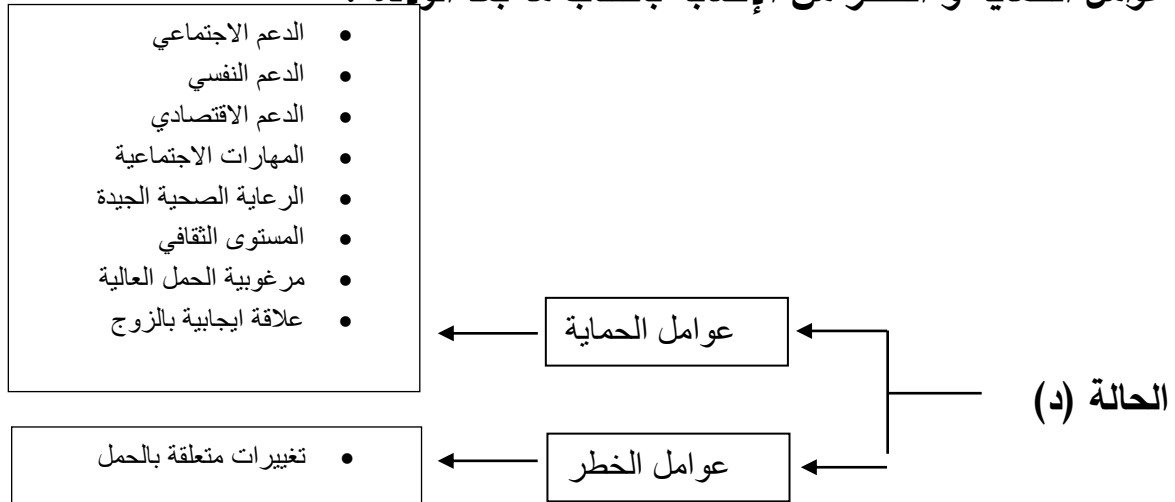 الدعم الاجتماعي
الدعم النفسي
الدعم الاقتصادي
المهارات الاجتماعية
الرعاية الصحية الجيدة
المستوى الثقافي
مرغوبية الحمل العالية
علاقة ايجابية بالزوج
عوامل الحماية
الحالة (د)
عوامل الخطر
تغييرات متعلقة بالحمل